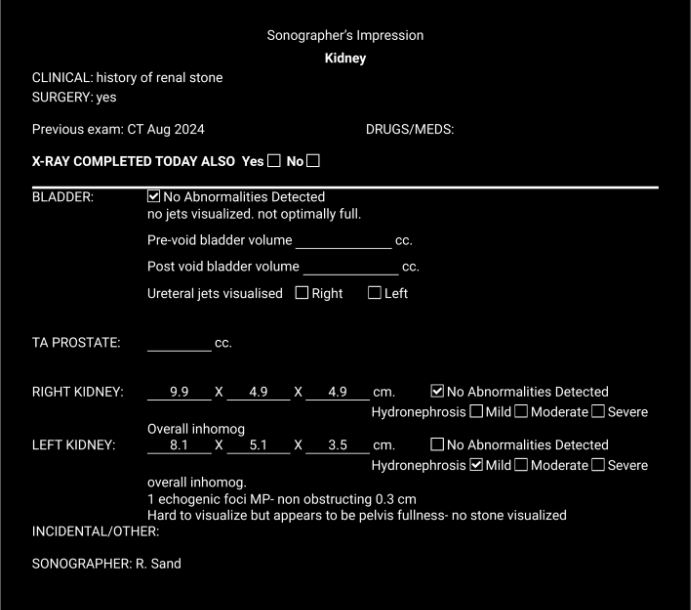 Sonographer's Impression
Kidney
CLINICAL: history of renal stone
SURGERY: yes
Previous exam: CT Aug 2024 DRUGS/MEDS:
X-RAY COMPLETED TODAY ALSO Yes ☐ No ☐
BLADDER: ☑ No Abnormalities Detected
no jets visualized. not optimally full.
Pre-void bladder volume ____________ cc.
Post void bladder volume ____________ cc.
Ureteral jets visualised ☐ Right ☐ Left
TA PROSTATE: ________ cc.
RIGHT KIDNEY: 9.9 X 4.9 X 4.9 cm. ☑ No Abnormalities Detected
Hydronephrosis ☐ Mild ☐ Moderate ☐ Severe
Overall inhomog
LEFT KIDNEY: 8.1 X 5.1 X 3.5 cm. ☐ No Abnormalities Detected
Hydronephrosis ☑ Mild ☐ Moderate ☐ Severe
overall inhomog.
1 echogenic foci MP- non obstructing 0.3 cm
Hard to visualize but appears to be pelvis fullness- no stone visualized
INCIDENTAL/OTHER:
SONOGRAPHER: R. Sand